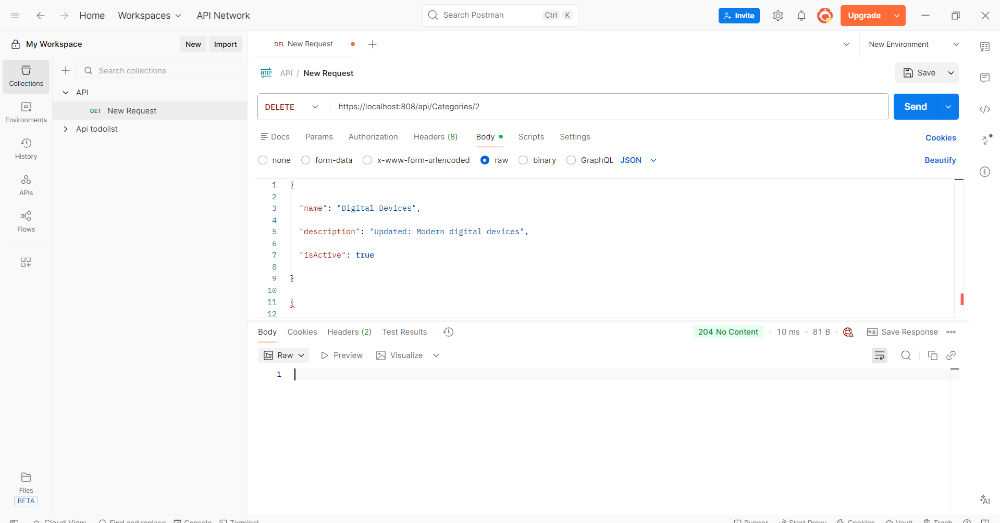 Home Workspaces API Network Search Postman Ctrl K Invite Upgrade
My Workspace New Import DEL New Request New Environment
Collections Search collections
API
GET New Request
Api todolist
Environments
History
APIs
Flows
Files
BETA
HTTP API / New Request Save
DELETE https://localhost:808/api/Categories/2 Send
Docs Params Authorization Headers (8) Body Scripts Settings Cookies
none form-data x-www-form-urlencoded raw binary GraphQL JSON Beautify
1 {
2
3 "name": "Digital Devices",
4
5 "description": "Updated: Modern digital devices",
6
7 "isActive": true
8
9 }
10
11 }
12
Body Cookies Headers (2) Test Results 204 No Content • 10 ms • 81 B • e.g. Save Response
Raw Preview Visualize
1
AI
Cloud View Find and replace Console Terminal Runner Start Proxy Cookies Vault Trash